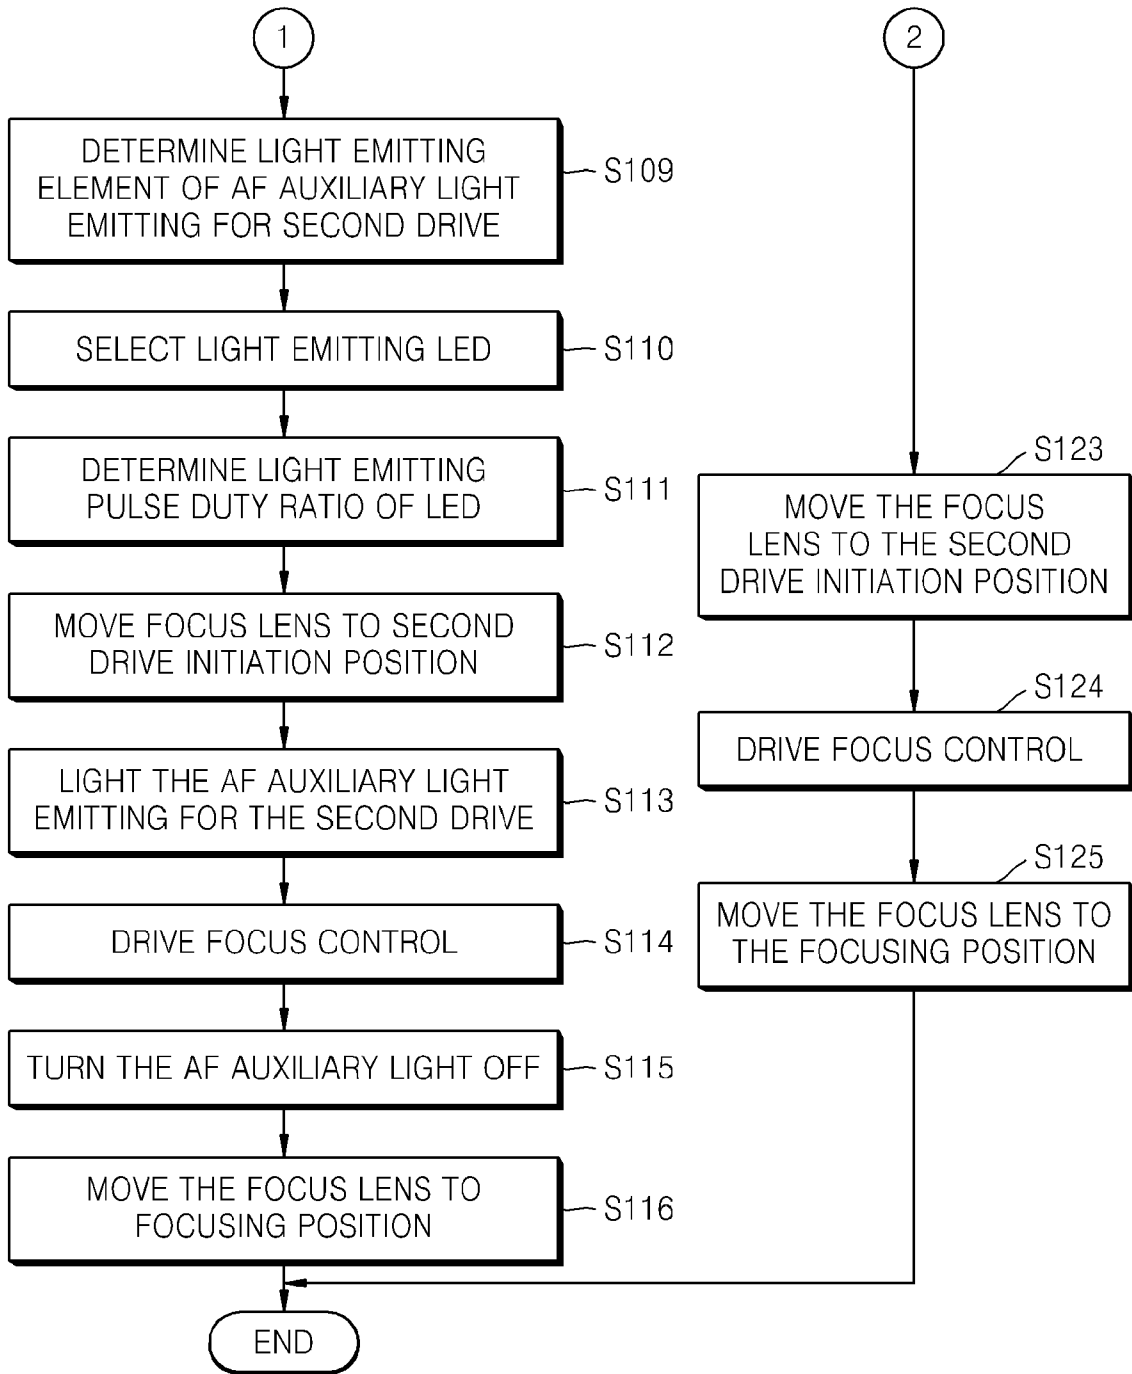 1
DETERMINE LIGHT EMITTING
ELEMENT OF AF AUXILIARY LIGHT
EMITTING FOR SECOND DRIVE
S109
SELECT LIGHT EMITTING LED
S110
DETERMINE LIGHT EMITTING
PULSE DUTY RATIO OF LED
S111
MOVE FOCUS LENS TO SECOND
DRIVE INITIATION POSITION
S112
LIGHT THE AF AUXILIARY LIGHT
EMITTING FOR THE SECOND DRIVE
S113
DRIVE FOCUS CONTROL
S114
TURN THE AF AUXILIARY LIGHT OFF
S115
MOVE THE FOCUS LENS TO
FOCUSING POSITION
S116
END
2
S123
MOVE THE FOCUS
LENS TO THE SECOND
DRIVE INITIATION POSITION
S124
DRIVE FOCUS CONTROL
S125
MOVE THE FOCUS LENS TO
THE FOCUSING POSITION